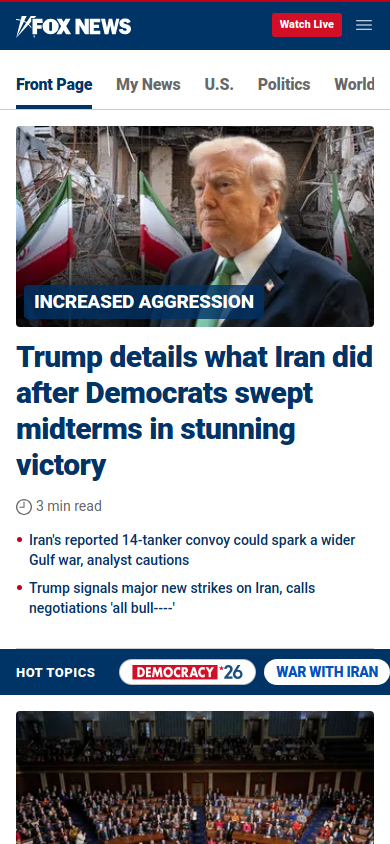 FOX NEWS
Watch Live
Front Page
My News
U.S.
Politics
World
INCREASED AGGRESSION
Trump details what Iran did
after Democrats swept
midterms in stunning
victory
3 min read
Iran's reported 14-tanker convoy could spark a wider
Gulf war, analyst cautions
Trump signals major new strikes on Iran, calls
negotiations 'all bull----'
HOT TOPICS
DEMOCRACY '26
WAR WITH IRAN